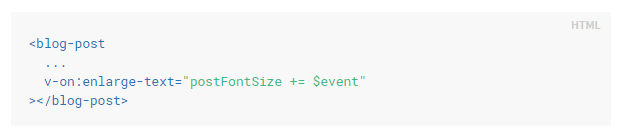 HTML
<blog-post
  ...
  v-on:enlarge-text="postFontSize += $event"
></blog-post>